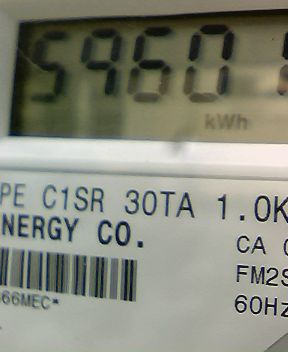 5960
kWh
PE C1SR 30TA 1.0K
NERGY CO.
CA
FM2S
66MEC*
60Hz